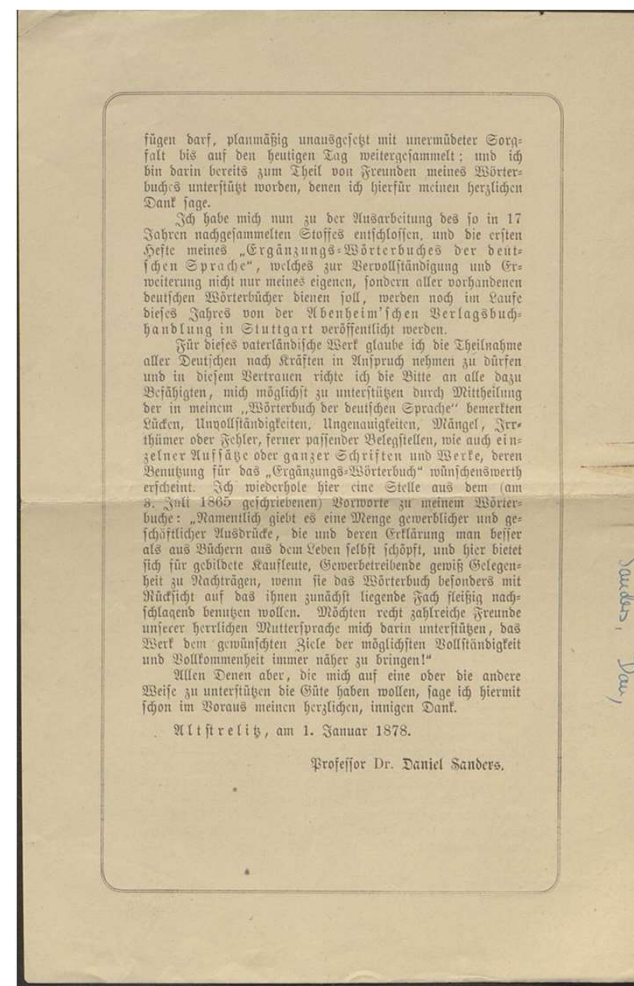 fügen darf, planmäßig unausgesetzt mit unermüdeter Sorg-
falt bis auf den heutigen Tag weitergesammelt; und ich
bin darin bereits zum Theil von Freunden meines Wörter-
buches unterstützt worden, denen ich hierfür meinen herzlichen
Dank sage.
Ich habe mich nun zu der Ausarbeitung des so in 17
Jahren nachgesammelten Stoffes entschlossen, und die ersten
Hefte meines „Ergänzungs-Wörterbuches der deut-
schen Sprache“, welches zur Vervollständigung und Er-
weiterung nicht nur meines eigenen, sondern aller vorhandenen
deutschen Wörterbücher dienen soll, werden noch im Laufe
dieses Jahres von der Abenheim'schen Verlagsbuch-
handlung in Stuttgart veröffentlicht werden.
Für dieses vaterländische Werk glaube ich die Theilnahme
aller Deutschen nach Kräften in Anspruch nehmen zu dürfen
und in diesem Vertrauen richte ich die Bitte an alle dazu
Befähigten, mich möglichst zu unterstützen durch Mittheilung
der in meinem „Wörterbuch der deutschen Sprache“ bemerkten
Lücken, Unvollständigkeiten, Ungenauigkeiten, Mängel, Irr-
thümer oder Fehler, ferner passender Belegstellen, wie auch ein-
zelner Aufsätze oder ganzer Schriften und Werke, deren
Benutzung für das „Ergänzungs-Wörterbuch“ wünschenswerth
erscheint. Ich wiederhole hier eine Stelle aus dem (am
8. Juli 1865 geschriebenen) Vorworte zu meinem Wörter-
buche: „Namentlich giebt es eine Menge gewerblicher und ge-
schäftlicher Ausdrücke, die und deren Erklärung man besser
als aus Büchern aus dem Leben selbst schöpft, und hier bietet
sich für gebildete Kaufleute, Gewerbetreibende gewiß Gelegen-
heit zu Nachträgen, wenn sie das Wörterbuch besonders mit
Rücksicht auf das ihnen zunächst liegende Fach fleißig nach-
schlagend benutzen wollen. Möchten recht zahlreiche Freunde
unserer herrlichen Muttersprache mich darin unterstützen, das
Werk dem gewünschten Ziele der möglichsten Vollständigkeit
und Vollkommenheit immer näher zu bringen!“
Allen Denen aber, die mich auf eine oder die andere
Weise zu unterstützen die Güte haben wollen, sage ich hiermit
schon im Voraus meinen herzlichen, innigen Dank.
Altstrelitz, am 1. Januar 1878.
Professor Dr. Daniel Sanders.
Sanders,